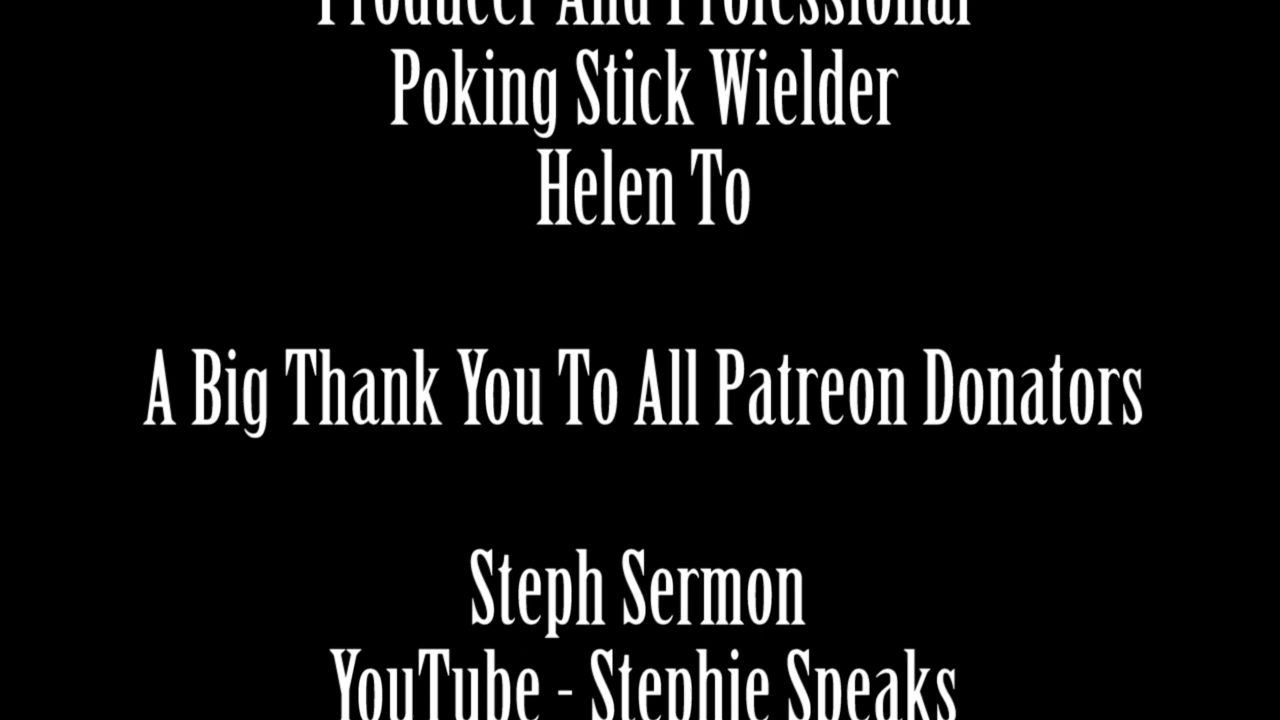 Producer And Professional
Poking Stick Wielder
Helen To
A Big Thank You To All Patreon Donators
Steph Sermon
YouTube - Stephie Speaks